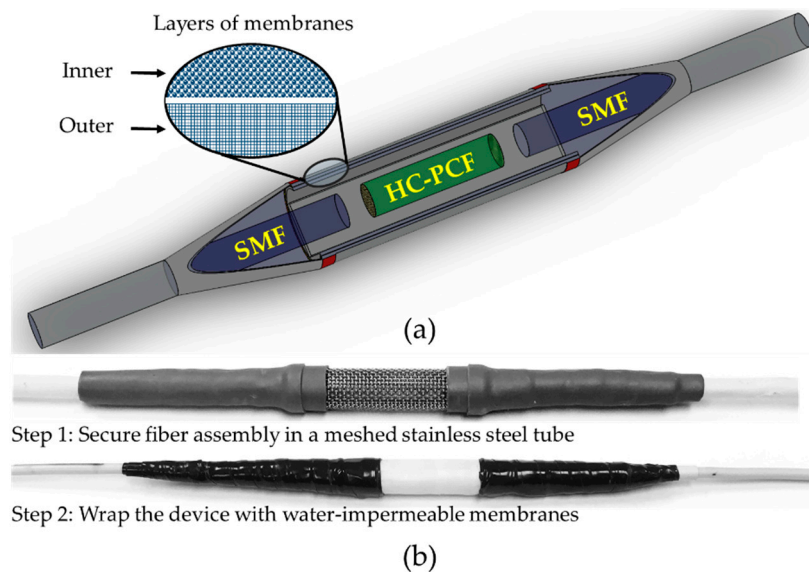 Layers of membranes
Inner
Outer
SMF
HC-PCF
SMF
(a)
Step 1: Secure fiber assembly in a meshed stainless steel tube
Step 2: Wrap the device with water-impermeable membranes
(b)